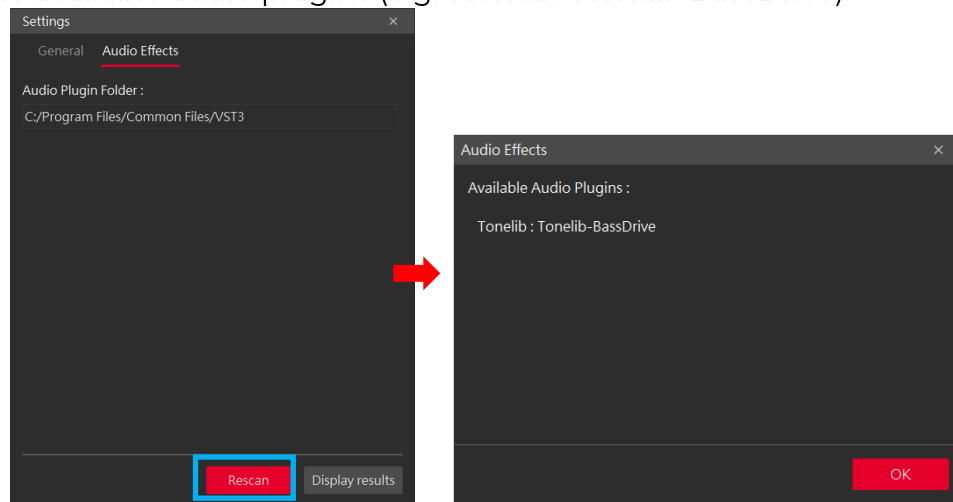 Settings ×
General Audio Effects
Audio Plugin Folder :
C:/Program Files/Common Files/VST3
Rescan Display results
Audio Effects ×
Available Audio Plugins :
Tonelib : Tonelib-BassDrive
OK